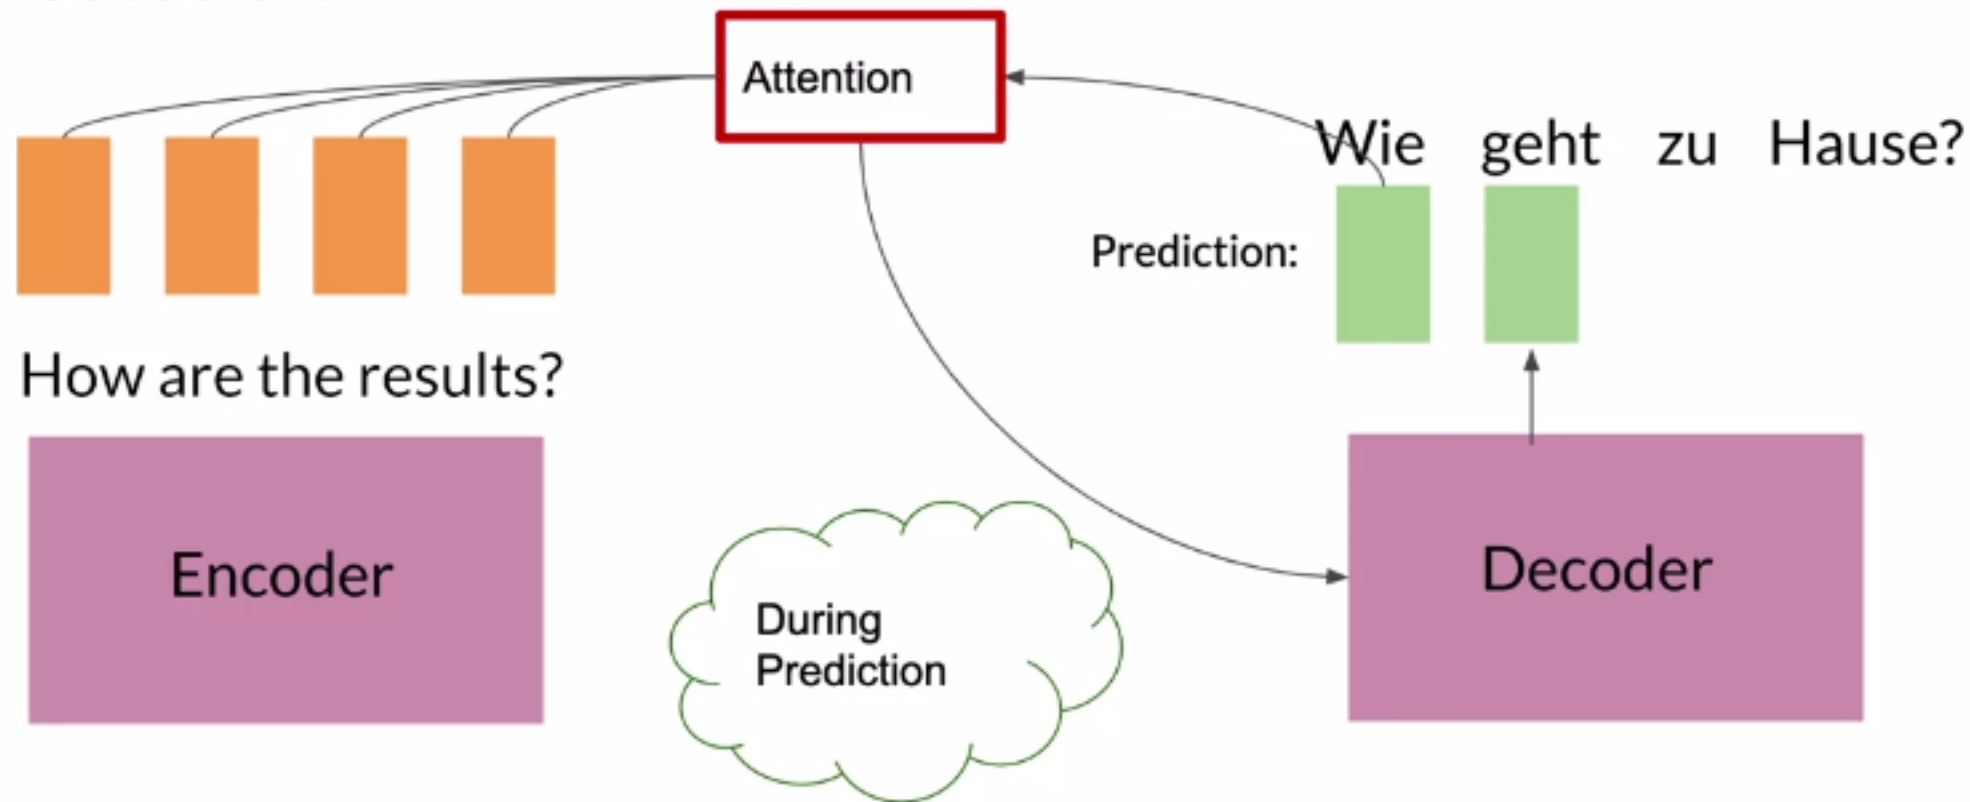 Attention
Wie geht zu Hause?
Prediction:
How are the results?
Encoder
During
Prediction
Decoder